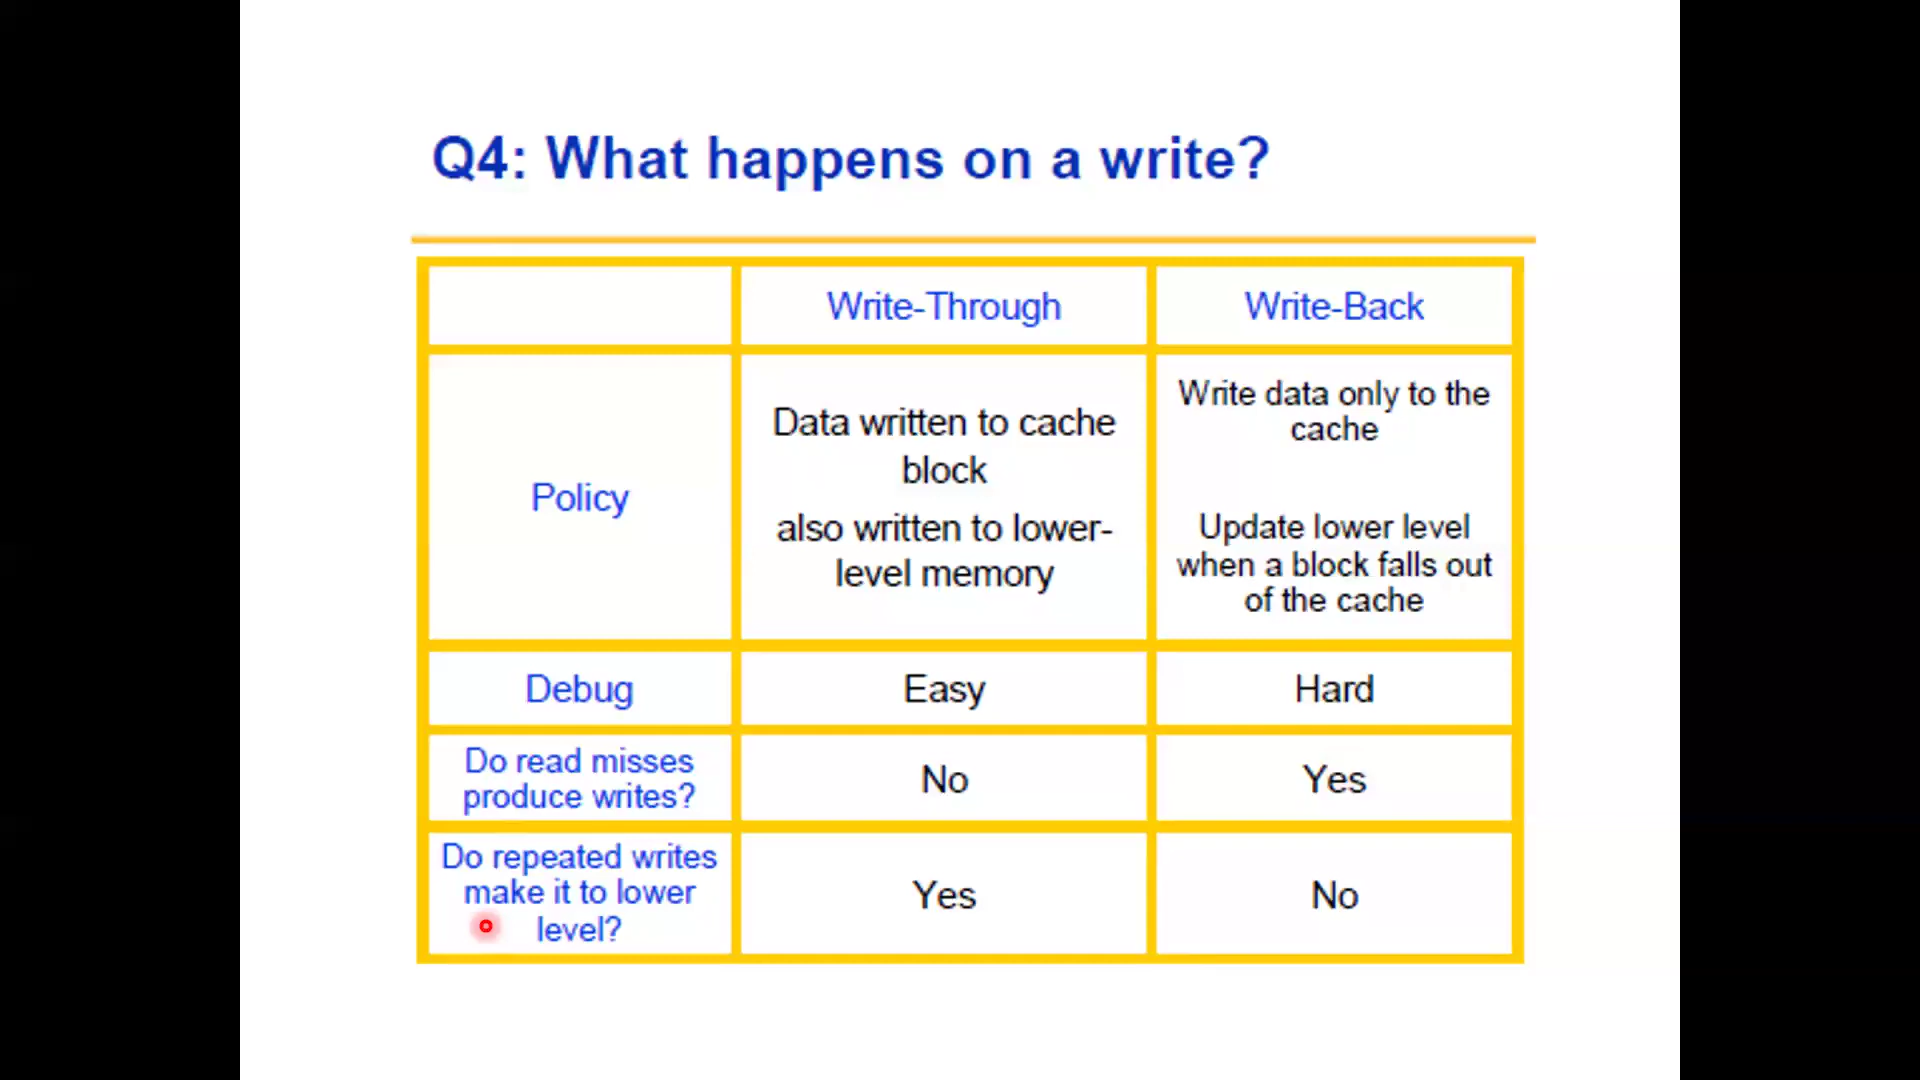 Q4: What happens on a write?
Write-Through
Write-Back
Policy
Data written to cache
block
also written to lower-
level memory
Write data only to the
cache
Update lower level
when a block falls out
of the cache
Debug
Easy
Hard
Do read misses
produce writes?
No
Yes
Do repeated writes
make it to lower
level?
Yes
No